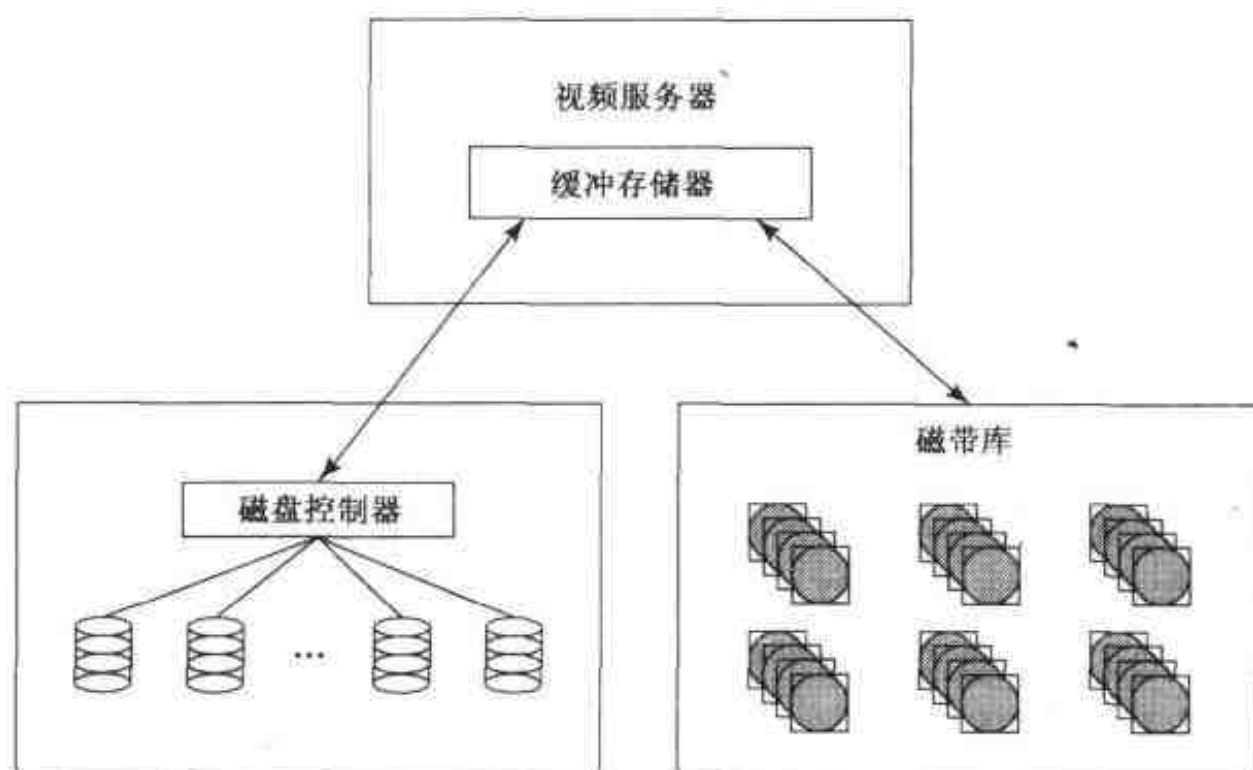 视频服务器
缓冲存储器
磁带库
磁盘控制器
…